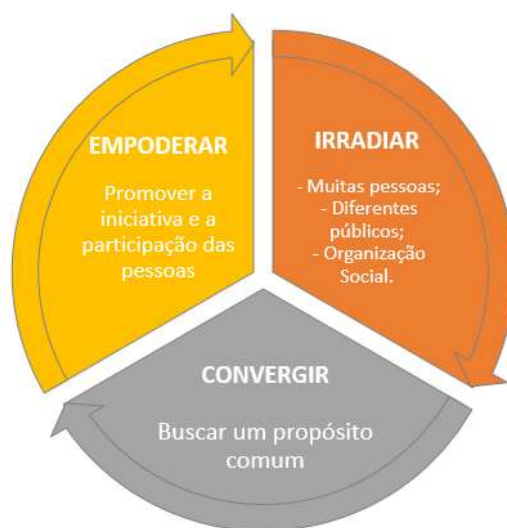 EMPODERAR
Promover a
iniciativa e a
participação das
pessoas
IRRADIAR
- Muitas pessoas;
- Diferentes
públicos;
- Organização
Social.
CONVERGIR
Buscar um propósito
comum